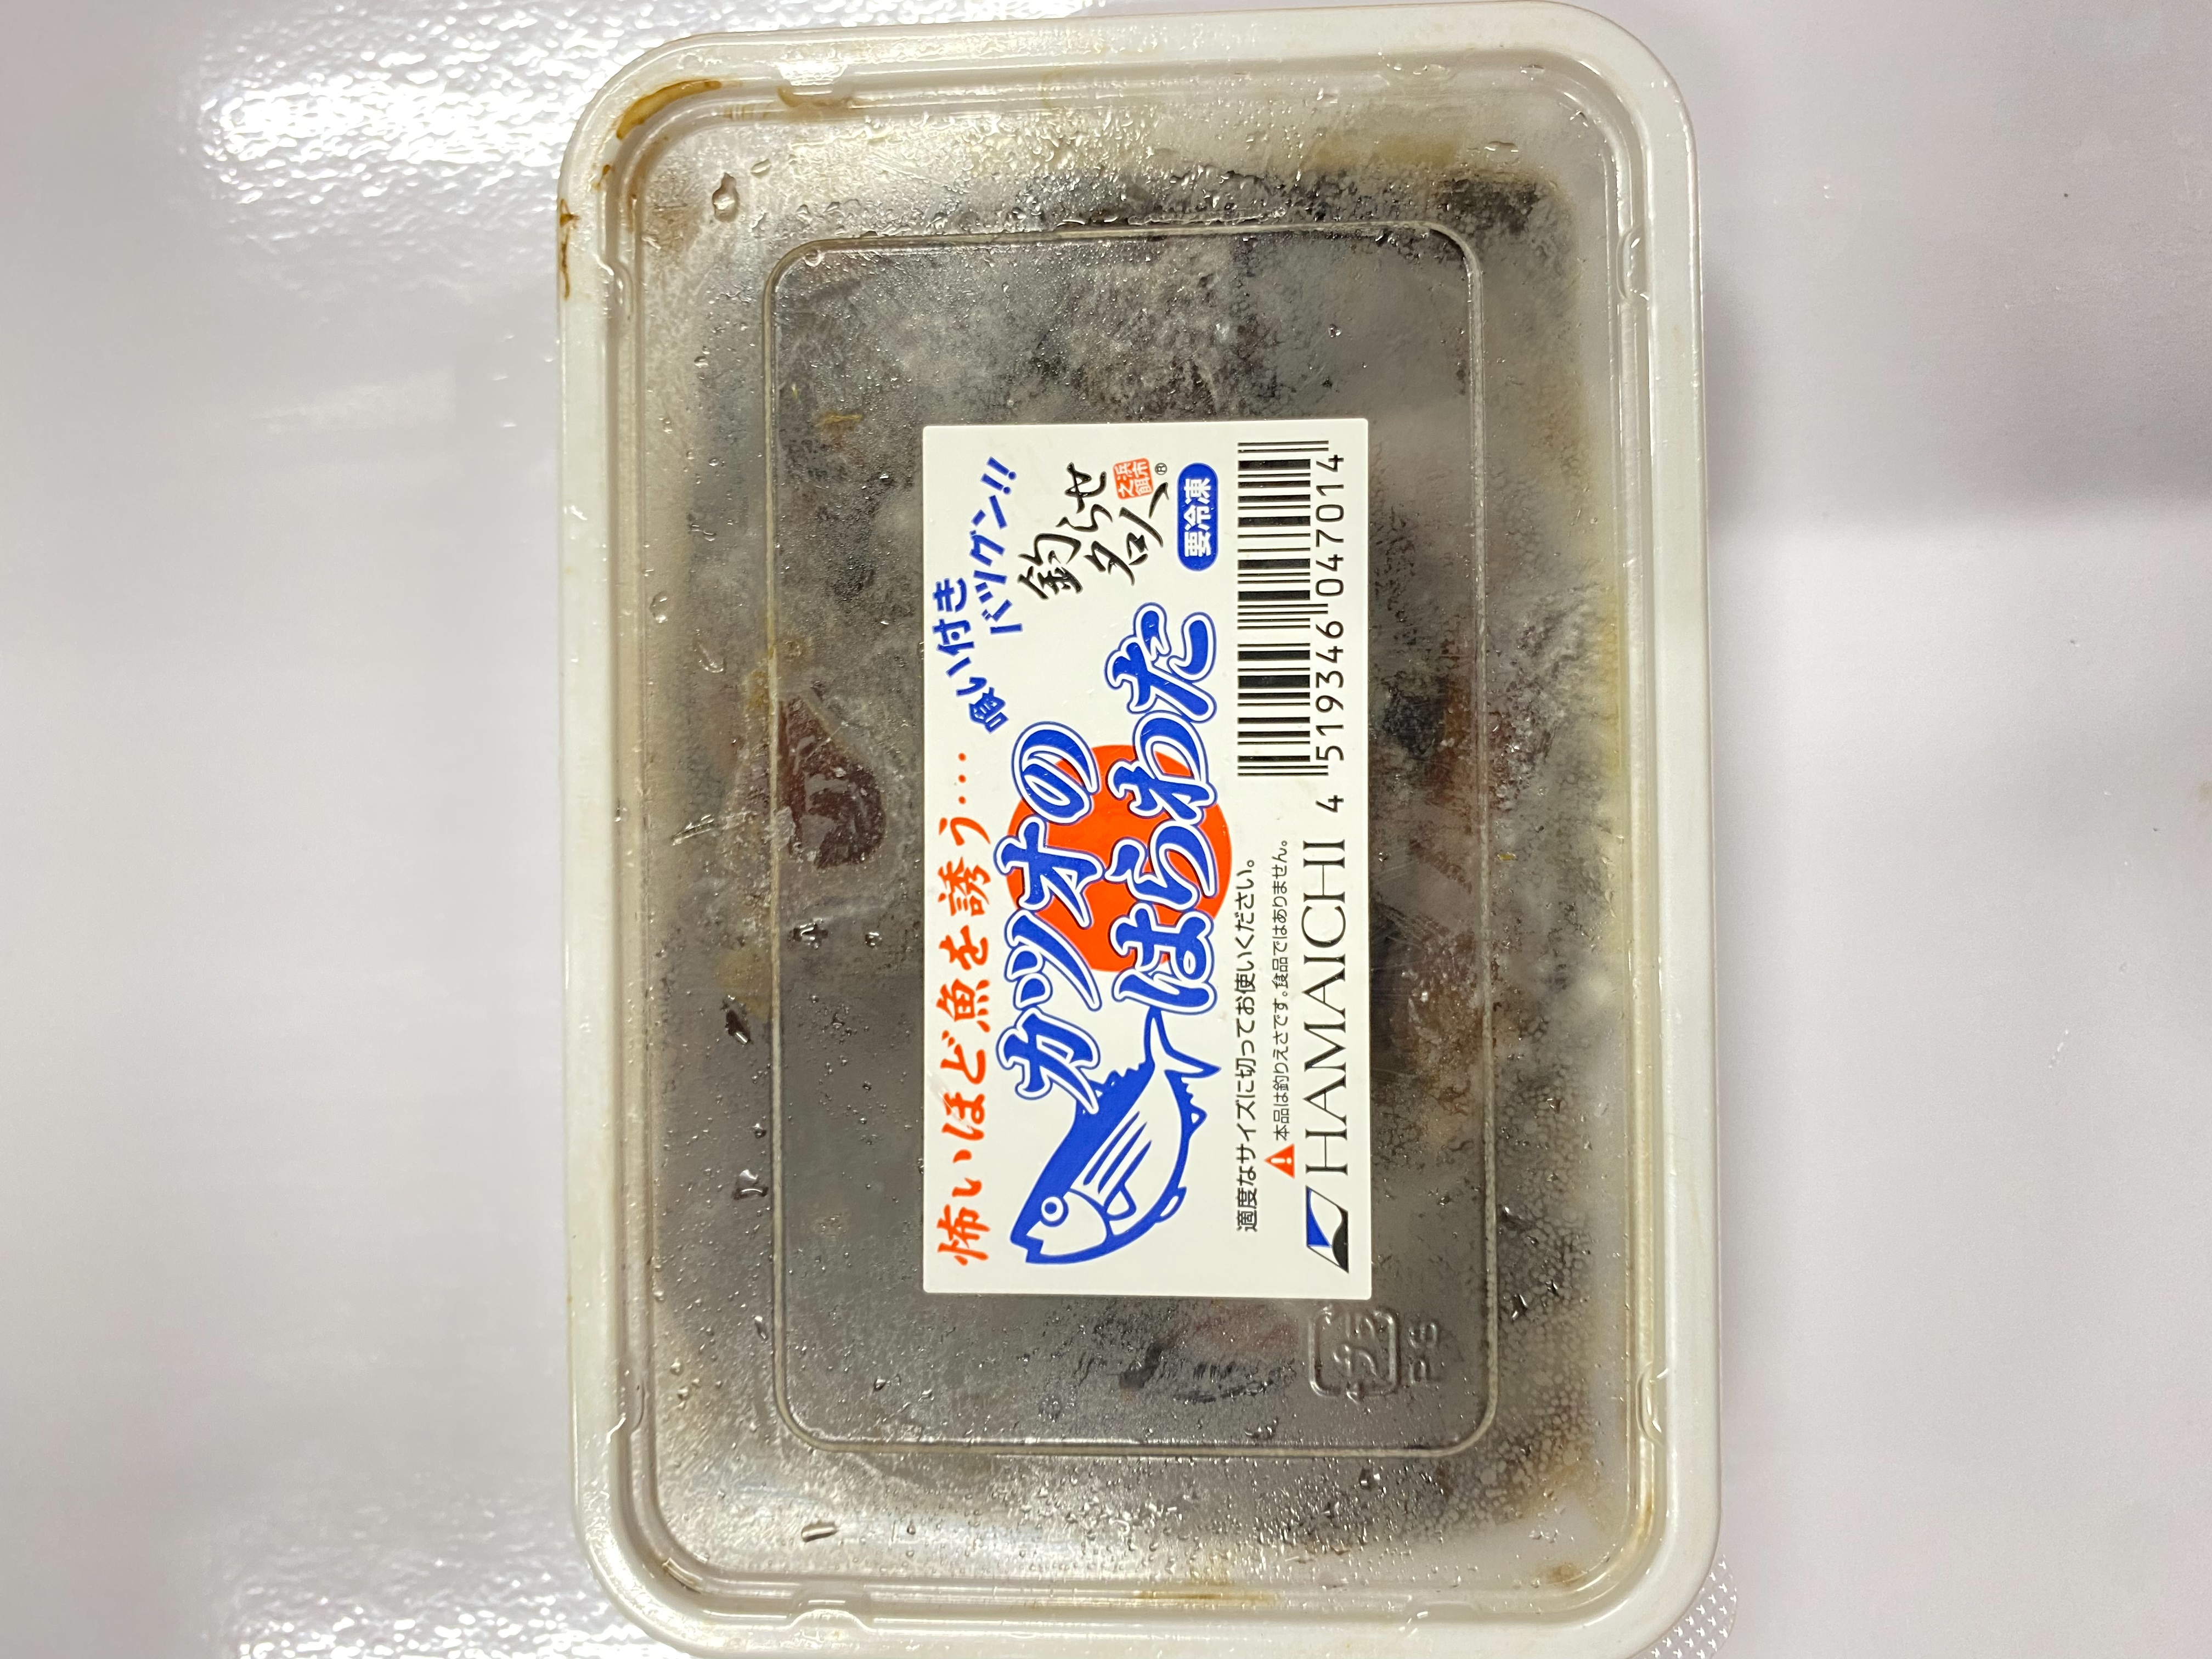 怖いほど魚を誘う…
喰い付き
バツグン!!
カツオの
はらわた
釣らせ
名人
浜市
之餌
®
要冷凍
適度なサイズに切ってお使いください。
本品は釣りえさです。食品ではありません。
HAMAICHI
4 519346 047014
プラ
PS